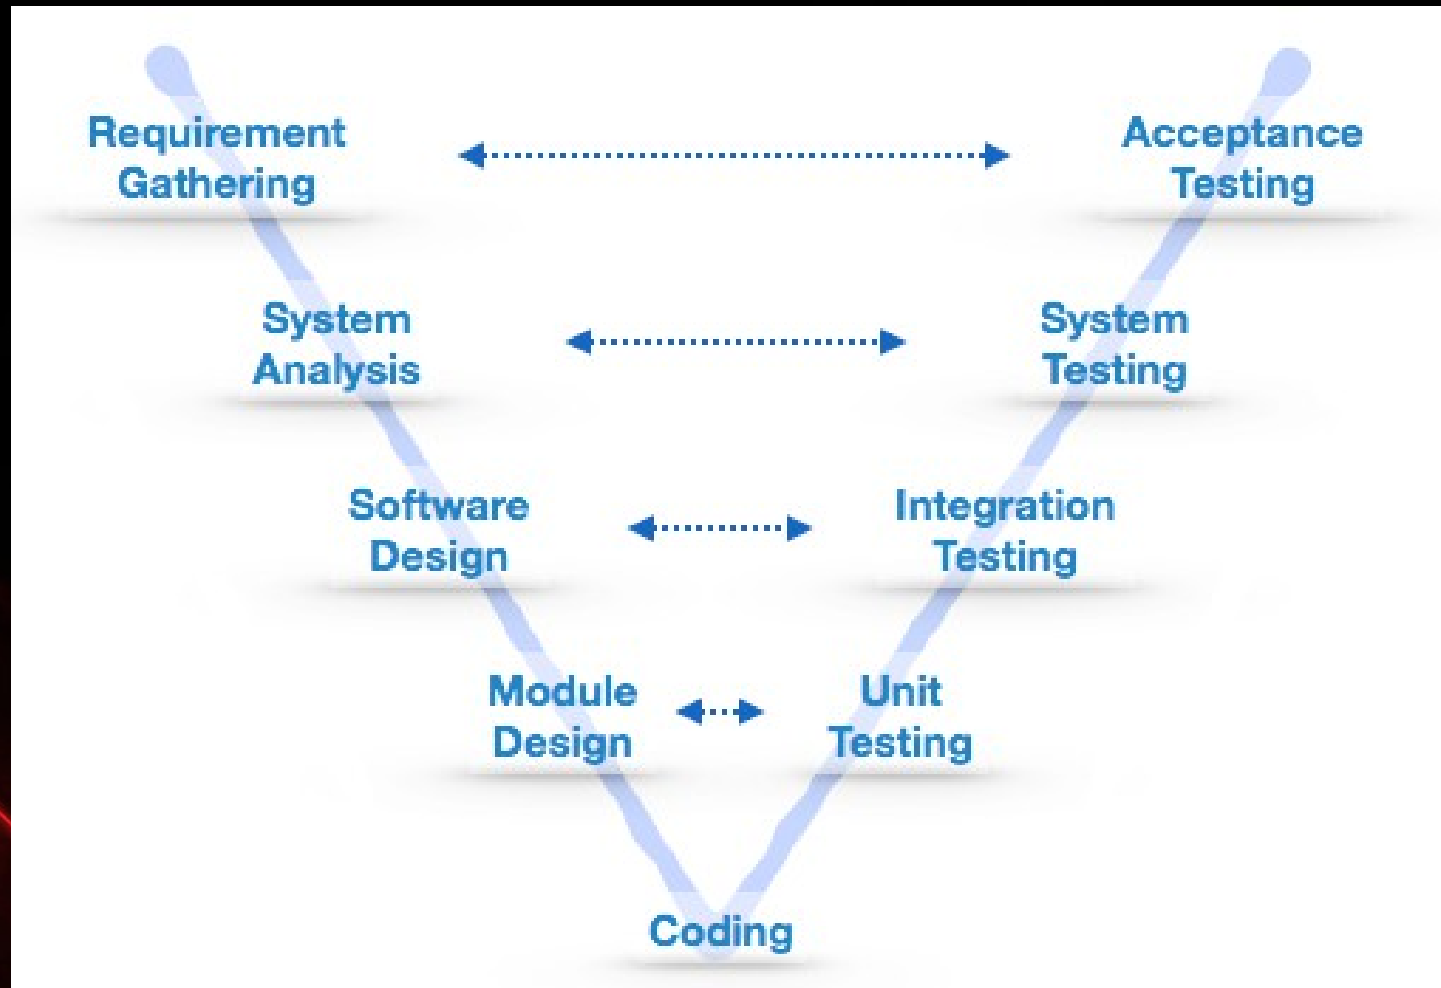 Requirement
Gathering
Acceptance
Testing
System
Analysis
System
Testing
Software
Design
Integration
Testing
Module
Design
Unit
Testing
Coding